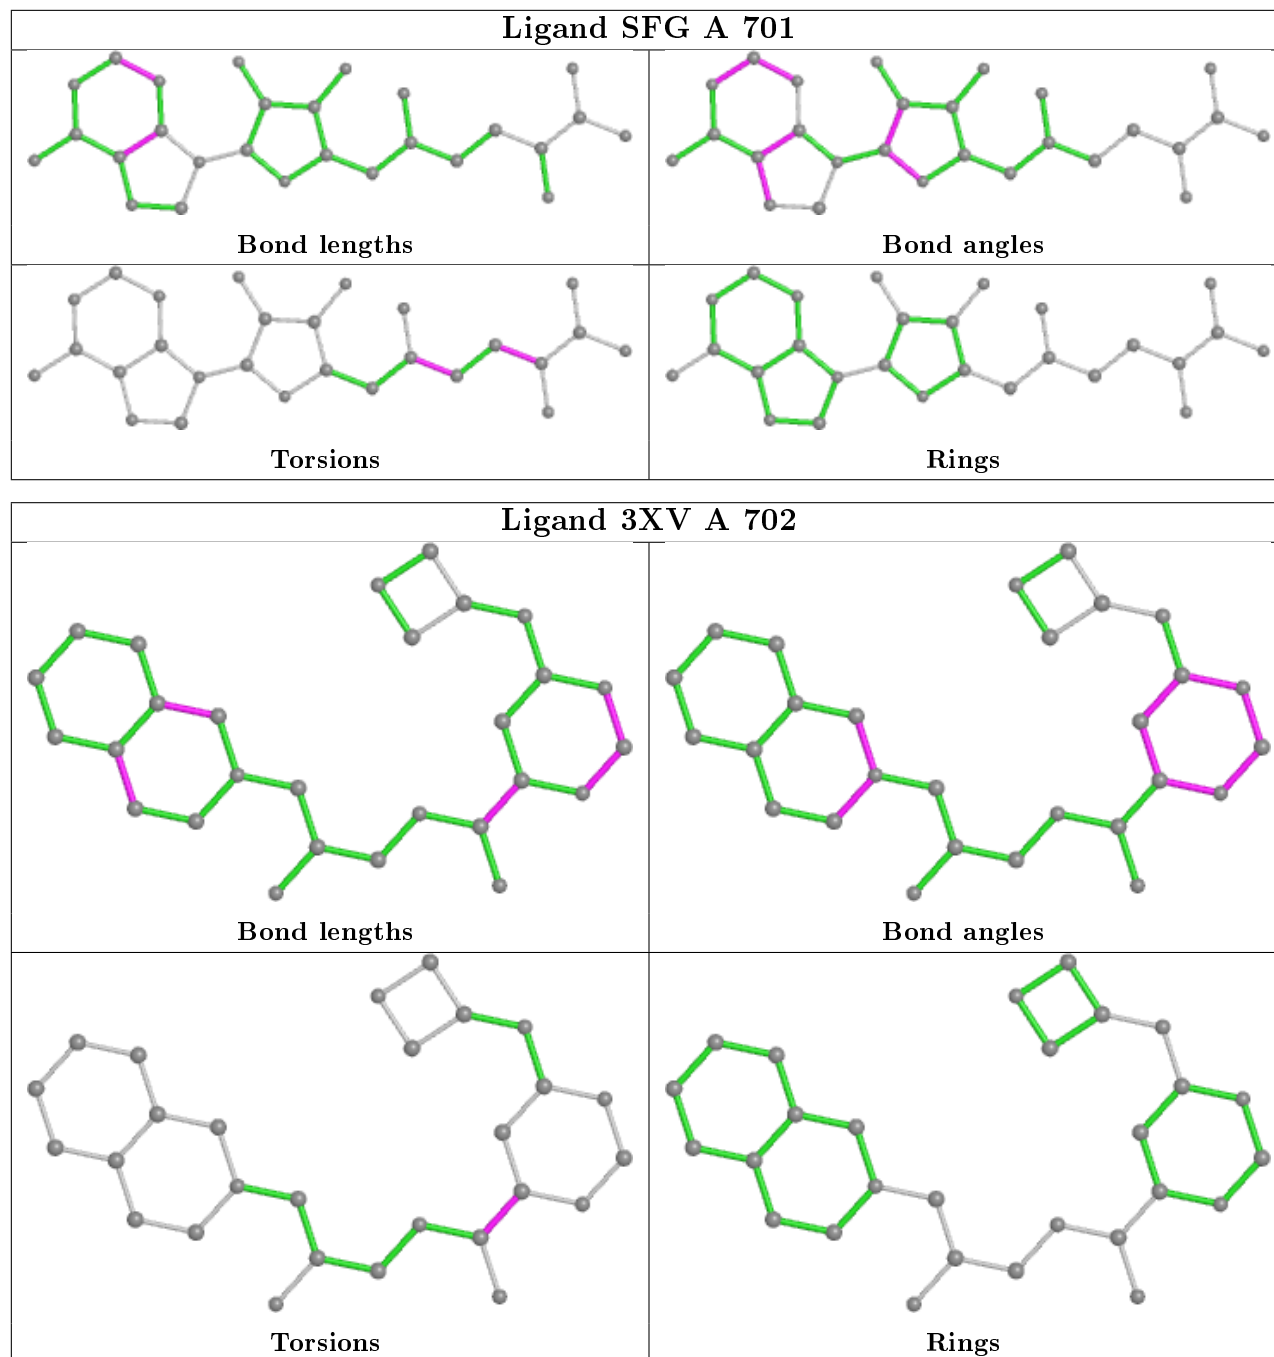 Ligand SFG A 701
Bond lengths
Bond angles
Torsions
Rings
Ligand 3XV A 702
Bond lengths
Bond angles
Torsions
Rings